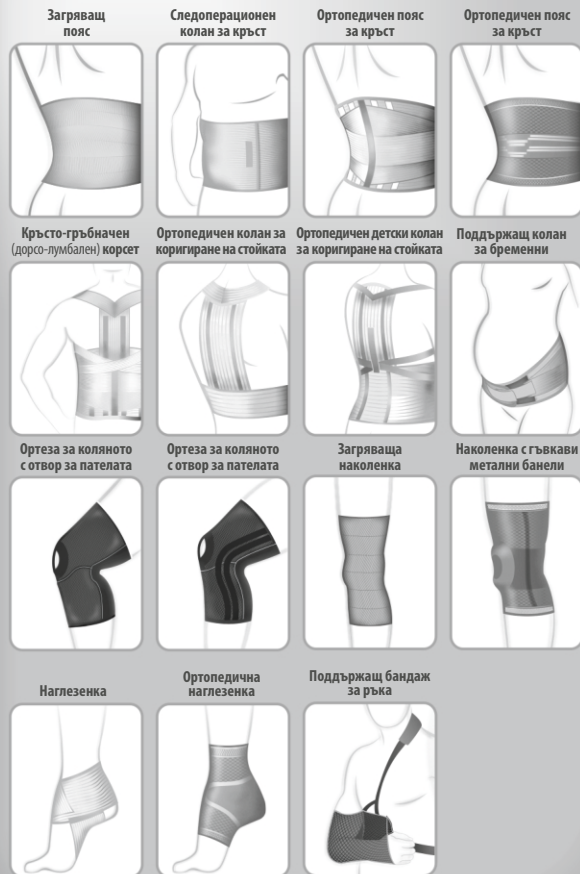 Загряващ
пояс
Следоперационен
колан за кръст
Ортопедичен пояс
за кръст
Ортопедичен пояс
за кръст
Кръсто-гръбначен
(дорсо-лумбален) корсет
Ортопедичен колан за
коригиране на стойката
Ортопедичен детски колан
за коригиране на стойката
Поддържащ колан
за бременни
Ортеза за коляното
с отвор за пателата
Ортеза за коляното
с отвор за пателата
Загряваща
наколенка
Наколенка с гъвкави
метални банели
Наглезенка
Ортопедична
наглезенка
Поддържащ бандаж
за ръка